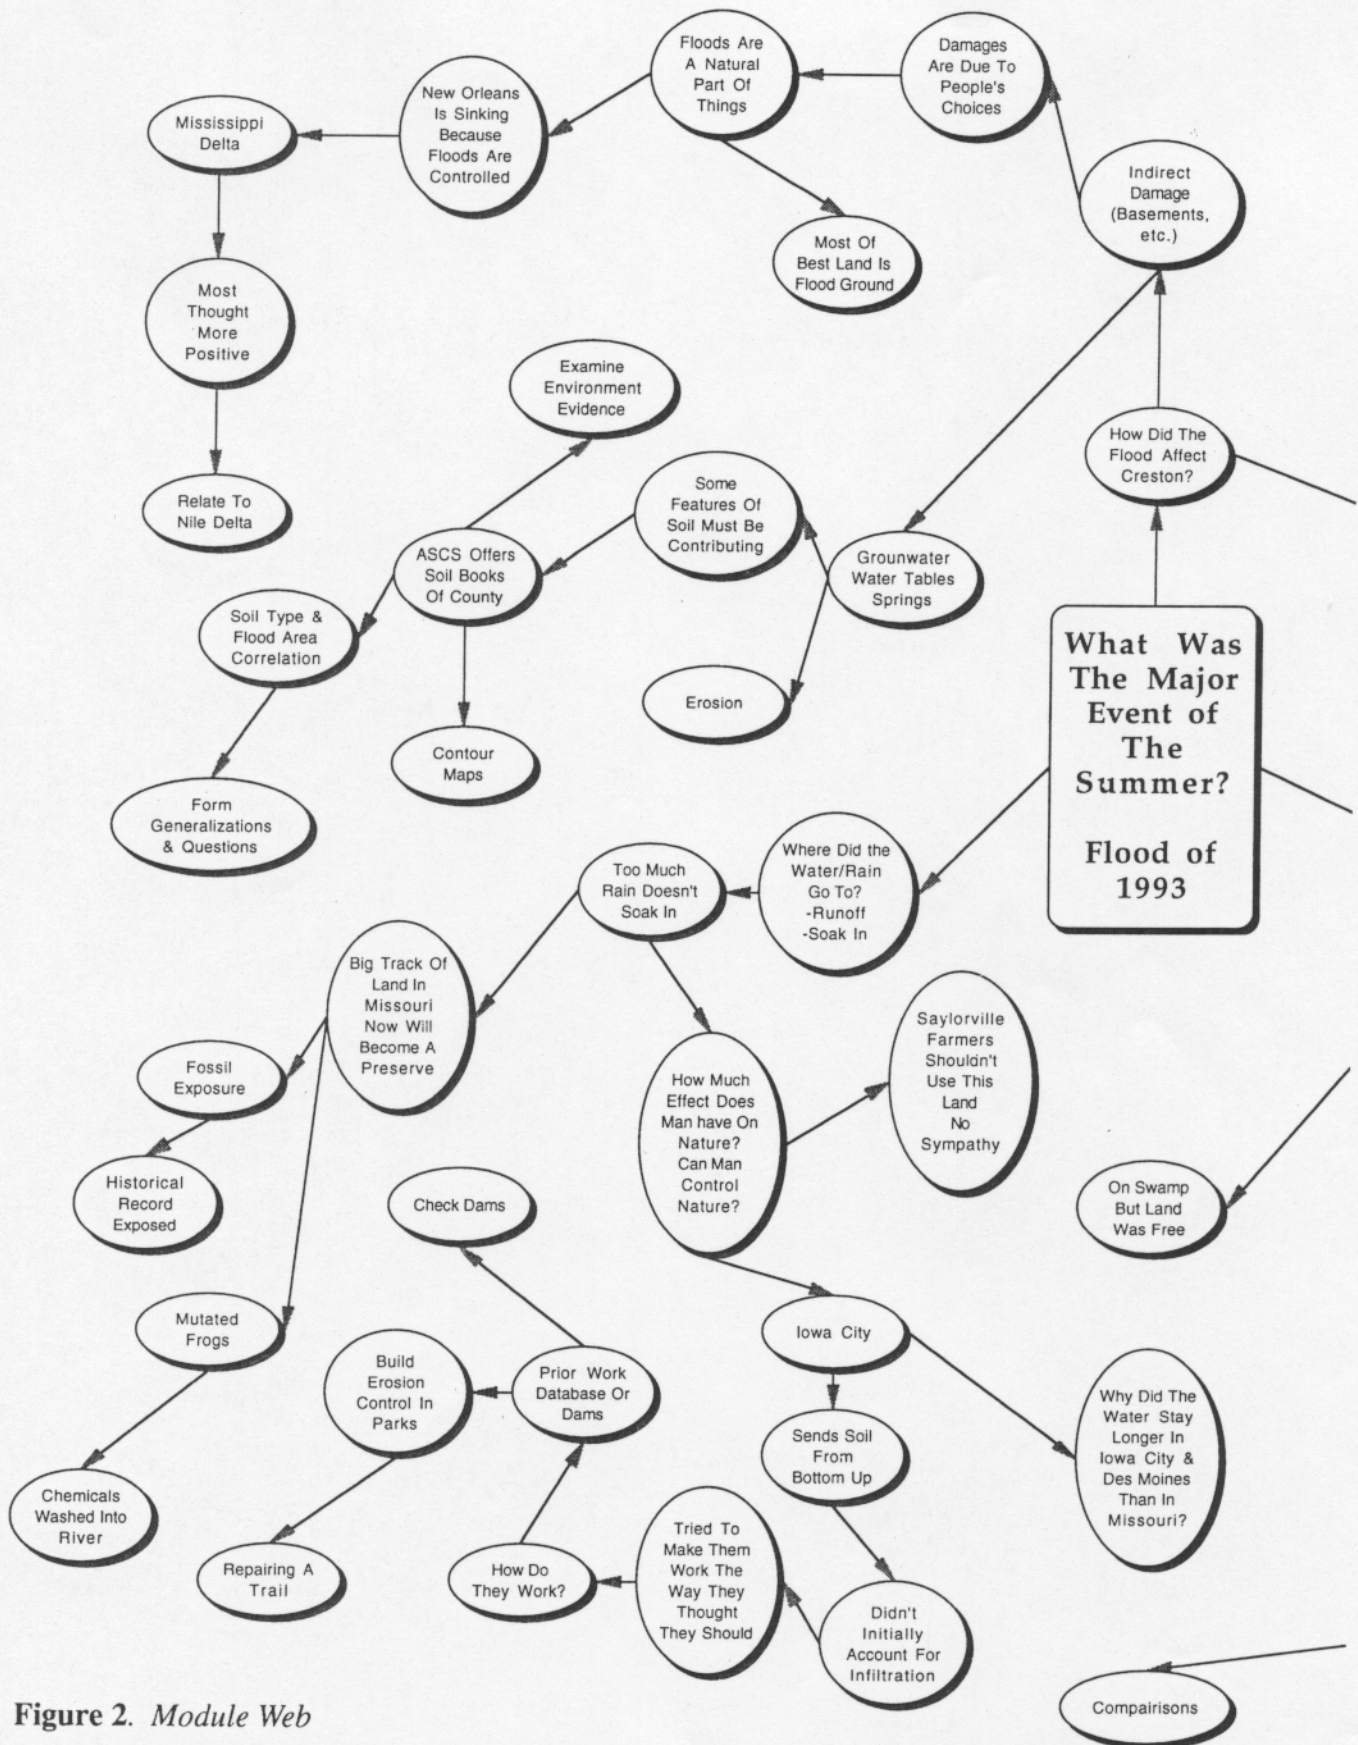 Floods Are
A Natural
Part Of
Things
Damages
Are Due To
People's
Choices
New Orleans
Is Sinking
Because
Floods Are
Controlled
Mississippi
Delta
Indirect
Damage
(Basements,
etc.)
Most Of
Best Land Is
Flood Ground
Most
Thought
More
Positive
Examine
Environment
Evidence
How Did The
Flood Affect
Creston?
Relate To
Nile Delta
Some
Features Of
Soil Must Be
Contributing
ASCS Offers
Soil Books
Of County
Grounwater
Water Tables
Springs
Soil Type &
Flood Area
Correlation
What Was
The Major
Event of
The
Summer?
Flood of
1993
Erosion
Contour
Maps
Form
Generalizations
& Questions
Where Did the
Water/Rain
Go To?
-Runoff
-Soak In
Too Much
Rain Doesn't
Soak In
Big Track Of
Land In
Missouri
Now Will
Become A
Preserve
Saylorville
Farmers
Shouldn't
Use This
Land
No
Sympathy
Fossil
Exposure
How Much
Effect Does
Man have On
Nature?
Can Man
Control
Nature?
Historical
Record
Exposed
Check Dams
On Swamp
But Land
Was Free
Mutated
Frogs
Iowa City
Build
Erosion
Control In
Parks
Prior Work
Database Or
Dams
Why Did The
Water Stay
Longer In
Iowa City &
Des Moines
Than In
Missouri?
Sends Soil
From
Bottom Up
Chemicals
Washed Into
River
Repairing A
Trail
How Do
They Work?
Tried To
Make Them
Work The
Way They
Thought
They Should
Didn't
Initially
Account For
Infiltration
Compairisons
Figure 2. Module Web